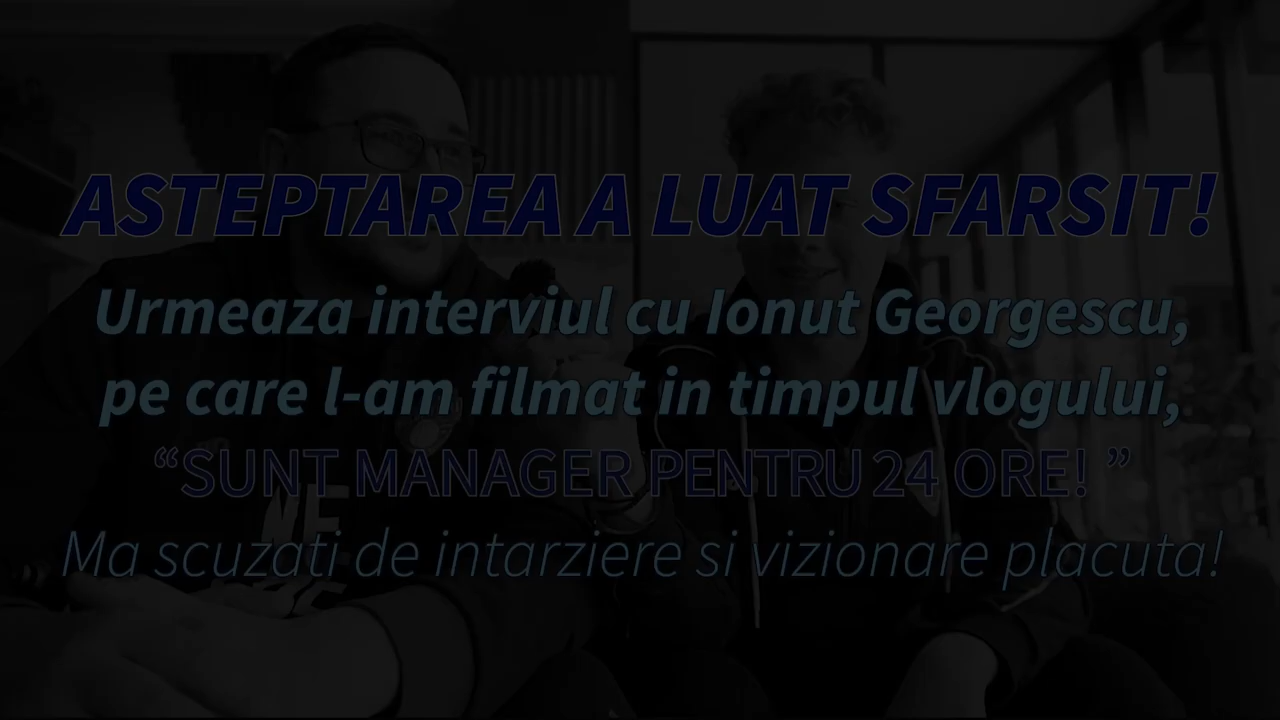 ASTEPTAREA A LUAT SFARSIT!
Urmeaza interviul cu Ionut Georgescu,
pe care l-am filmat in timpul vlogului,
“SUNT MANAGER PENTRU 24 ORE! ”
Ma scuzati de intarziere si vizionare placuta!